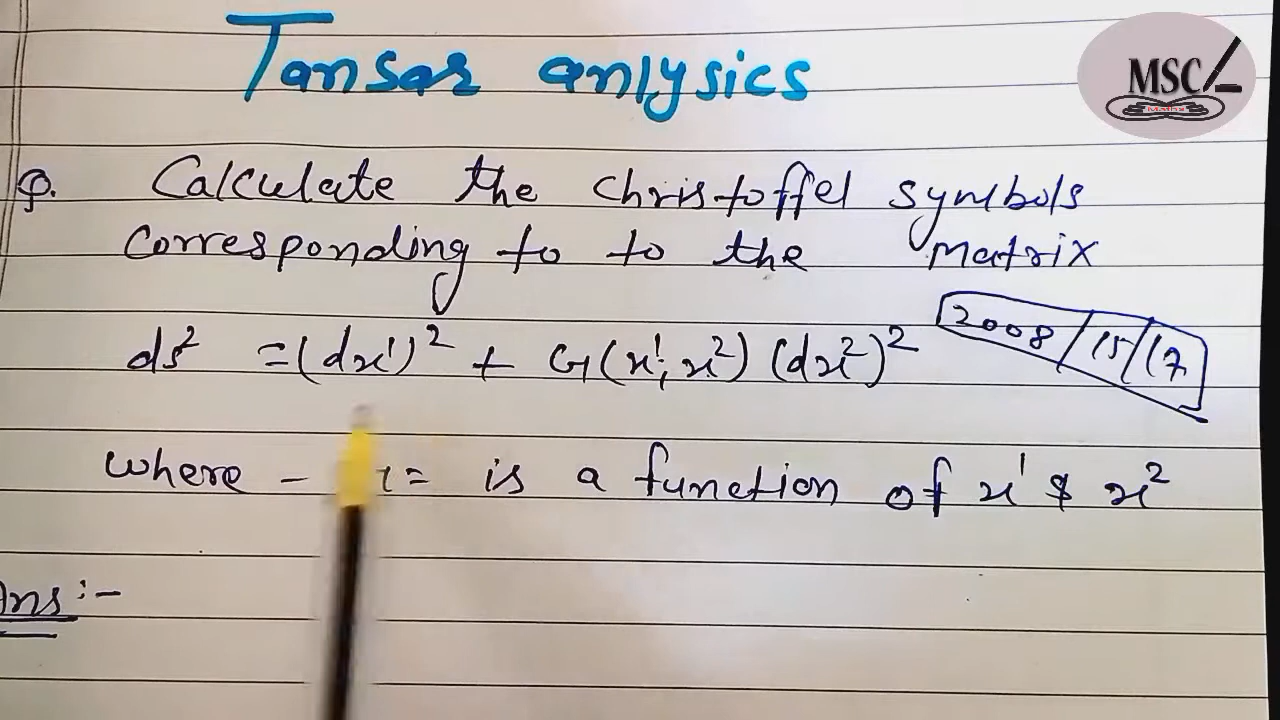 Tansar anlysics
MSC
Maths
Q. Calculate the Christoffel symbols
Corresponding to to the matrix
ds² = (dx¹)² + G(x¹, x²) (dx²)²
2008/15/17
where - is a function of x¹ & x²
Ans :-